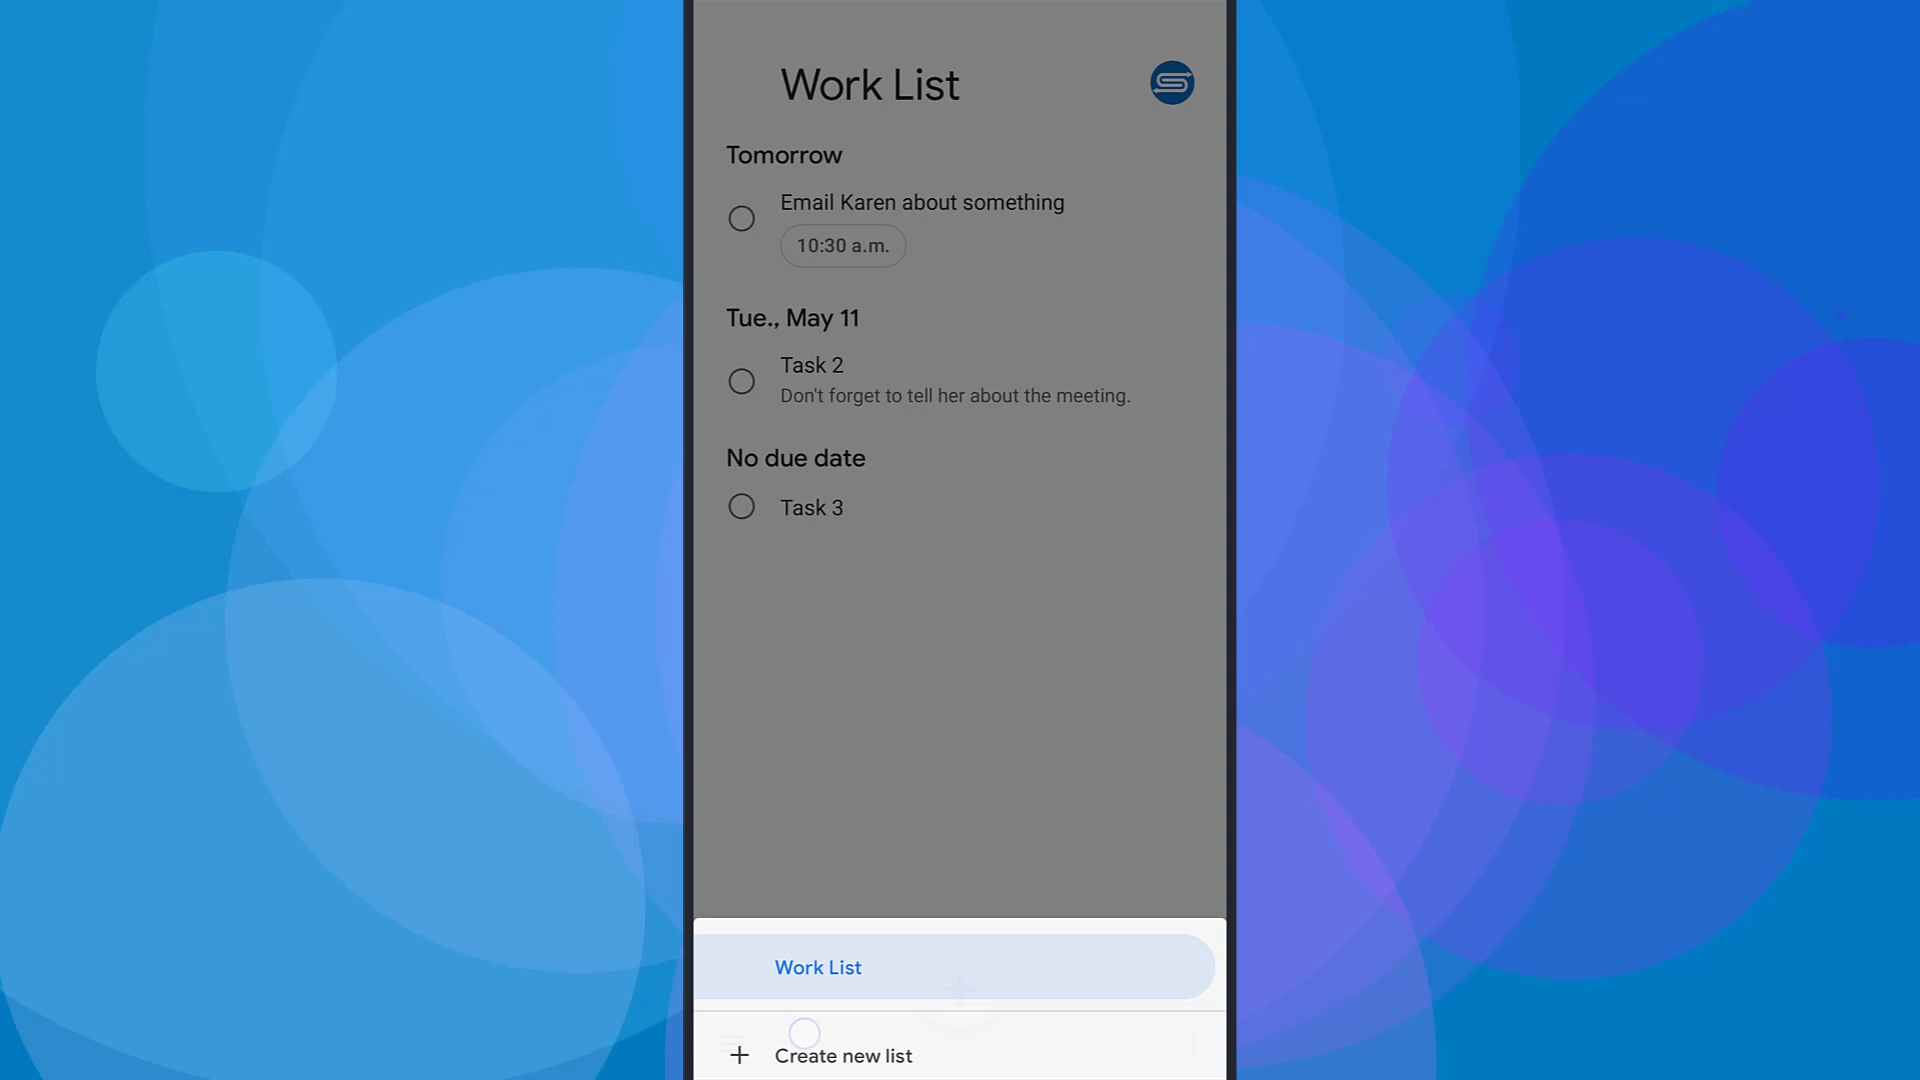 Work List
Tomorrow
Email Karen about something
10:30 a.m.
Tue., May 11
Task 2
Don't forget to tell her about the meeting.
No due date
Task 3
Work List
Create new list